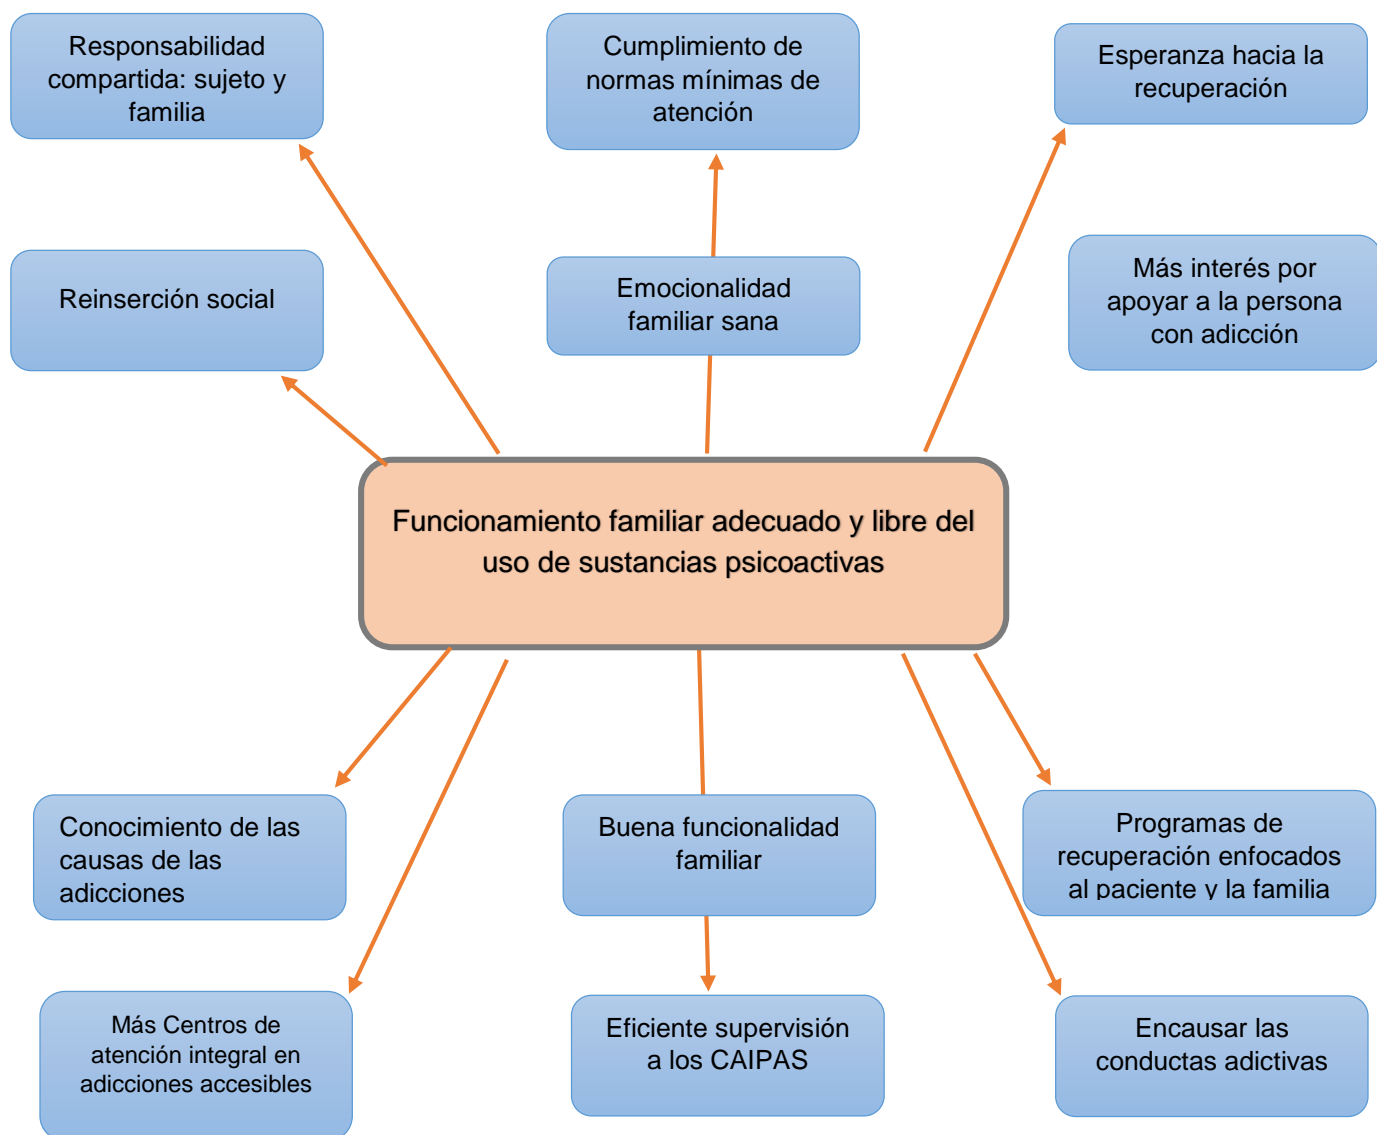 Responsabilidad
compartida: sujeto y
familia
Cumplimiento de
normas mínimas de
atención
Esperanza hacia la
recuperación
Reinserción social
Emocionalidad
familiar sana
Más interés por
apoyar a la persona
con adicción
Funcionamiento familiar adecuado y libre del
uso de sustancias psicoactivas
Conocimiento de las
causas de las
adicciones
Buena funcionalidad
familiar
Programas de
recuperación enfocados
al paciente y la familia
Más Centros de
atención integral en
adicciones accesibles
Eficiente supervisión
a los CAIPAS
Encausar las
conductas adictivas